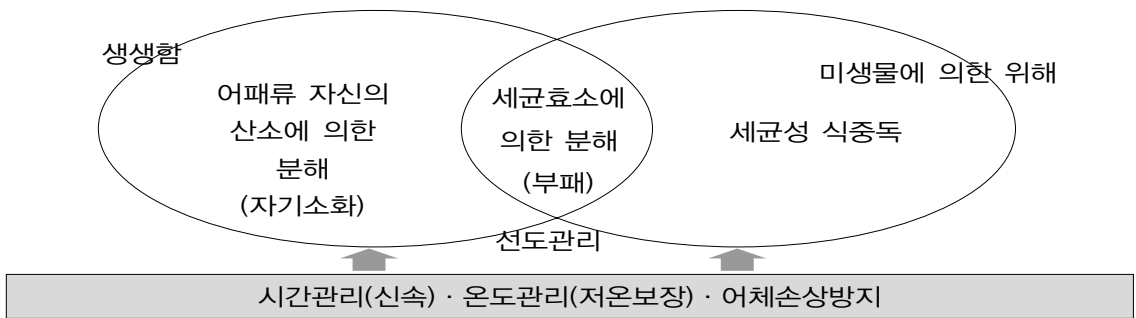 생생함
어패류 자신의
산소에 의한
분해
(자기소화)
세균효소에
의한 분해
(부패)
미생물에 의한 위해
세균성 식중독
선도관리
시간관리(신속) · 온도관리(저온보장) · 어체손상방지